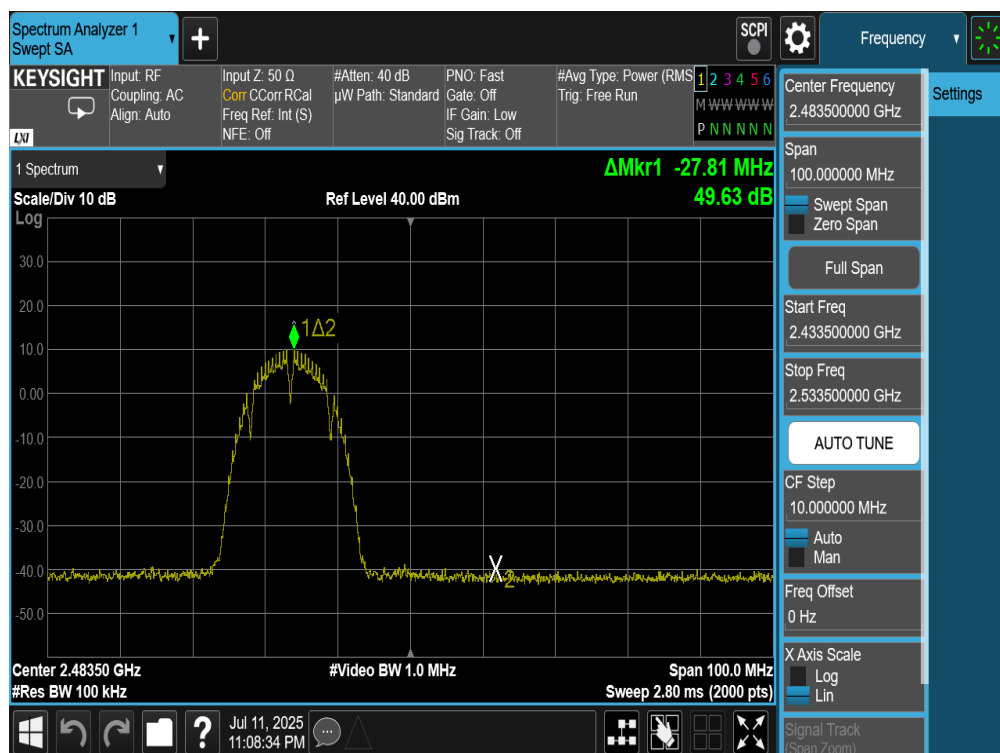 Spectrum Analyzer 1
Swept SA
+
SCPI
Frequency
KEYSIGHT
LXI
Input: RF
Coupling: AC
Align: Auto
Input Z: 50 Ω
Corr CCorr RCal
Freq Ref: Int (S)
NFE: Off
#Atten: 40 dB
µW Path: Standard
PNO: Fast
Gate: Off
IF Gain: Low
Sig Track: Off
#Avg Type: Power (RMS
Trig: Free Run
1 2 3 4 5 6
M W W W W W
P N N N N N
1 Spectrum
ΔMkr1 -27.81 MHz
49.63 dB
Scale/Div 10 dB
Ref Level 40.00 dBm
Log
30.0
20.0
10.0
0.00
-10.0
-20.0
-30.0
-40.0
-50.0
1Δ2
X2
Center 2.48350 GHz
#Video BW 1.0 MHz
Span 100.0 MHz
#Res BW 100 kHz
Sweep 2.80 ms (2000 pts)
?
Jul 11, 2025
11:08:34 PM
Center Frequency
2.483500000 GHz
Settings
Span
100.000000 MHz
Swept Span
Zero Span
Full Span
Start Freq
2.433500000 GHz
Stop Freq
2.533500000 GHz
AUTO TUNE
CF Step
10.000000 MHz
Auto
Man
Freq Offset
0 Hz
X Axis Scale
Log
Lin
Signal Track
(Span Zoom)